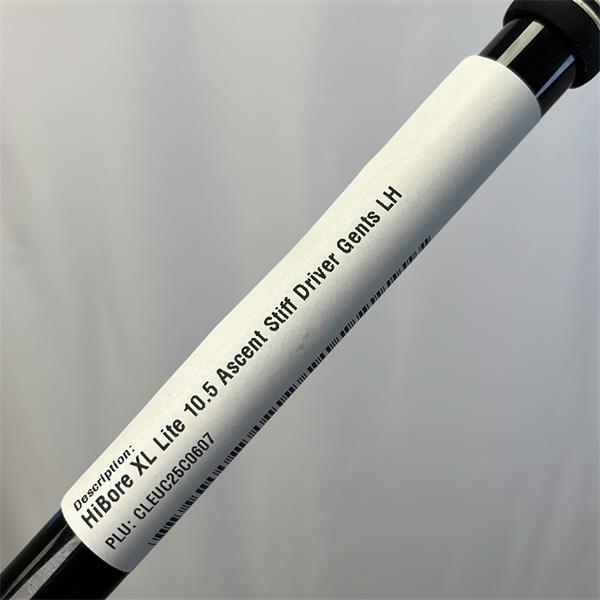 Description:
HiBore XL Lite 10.5 Ascent Stiff Driver Gents LH
PLU: CLEUC25C0607